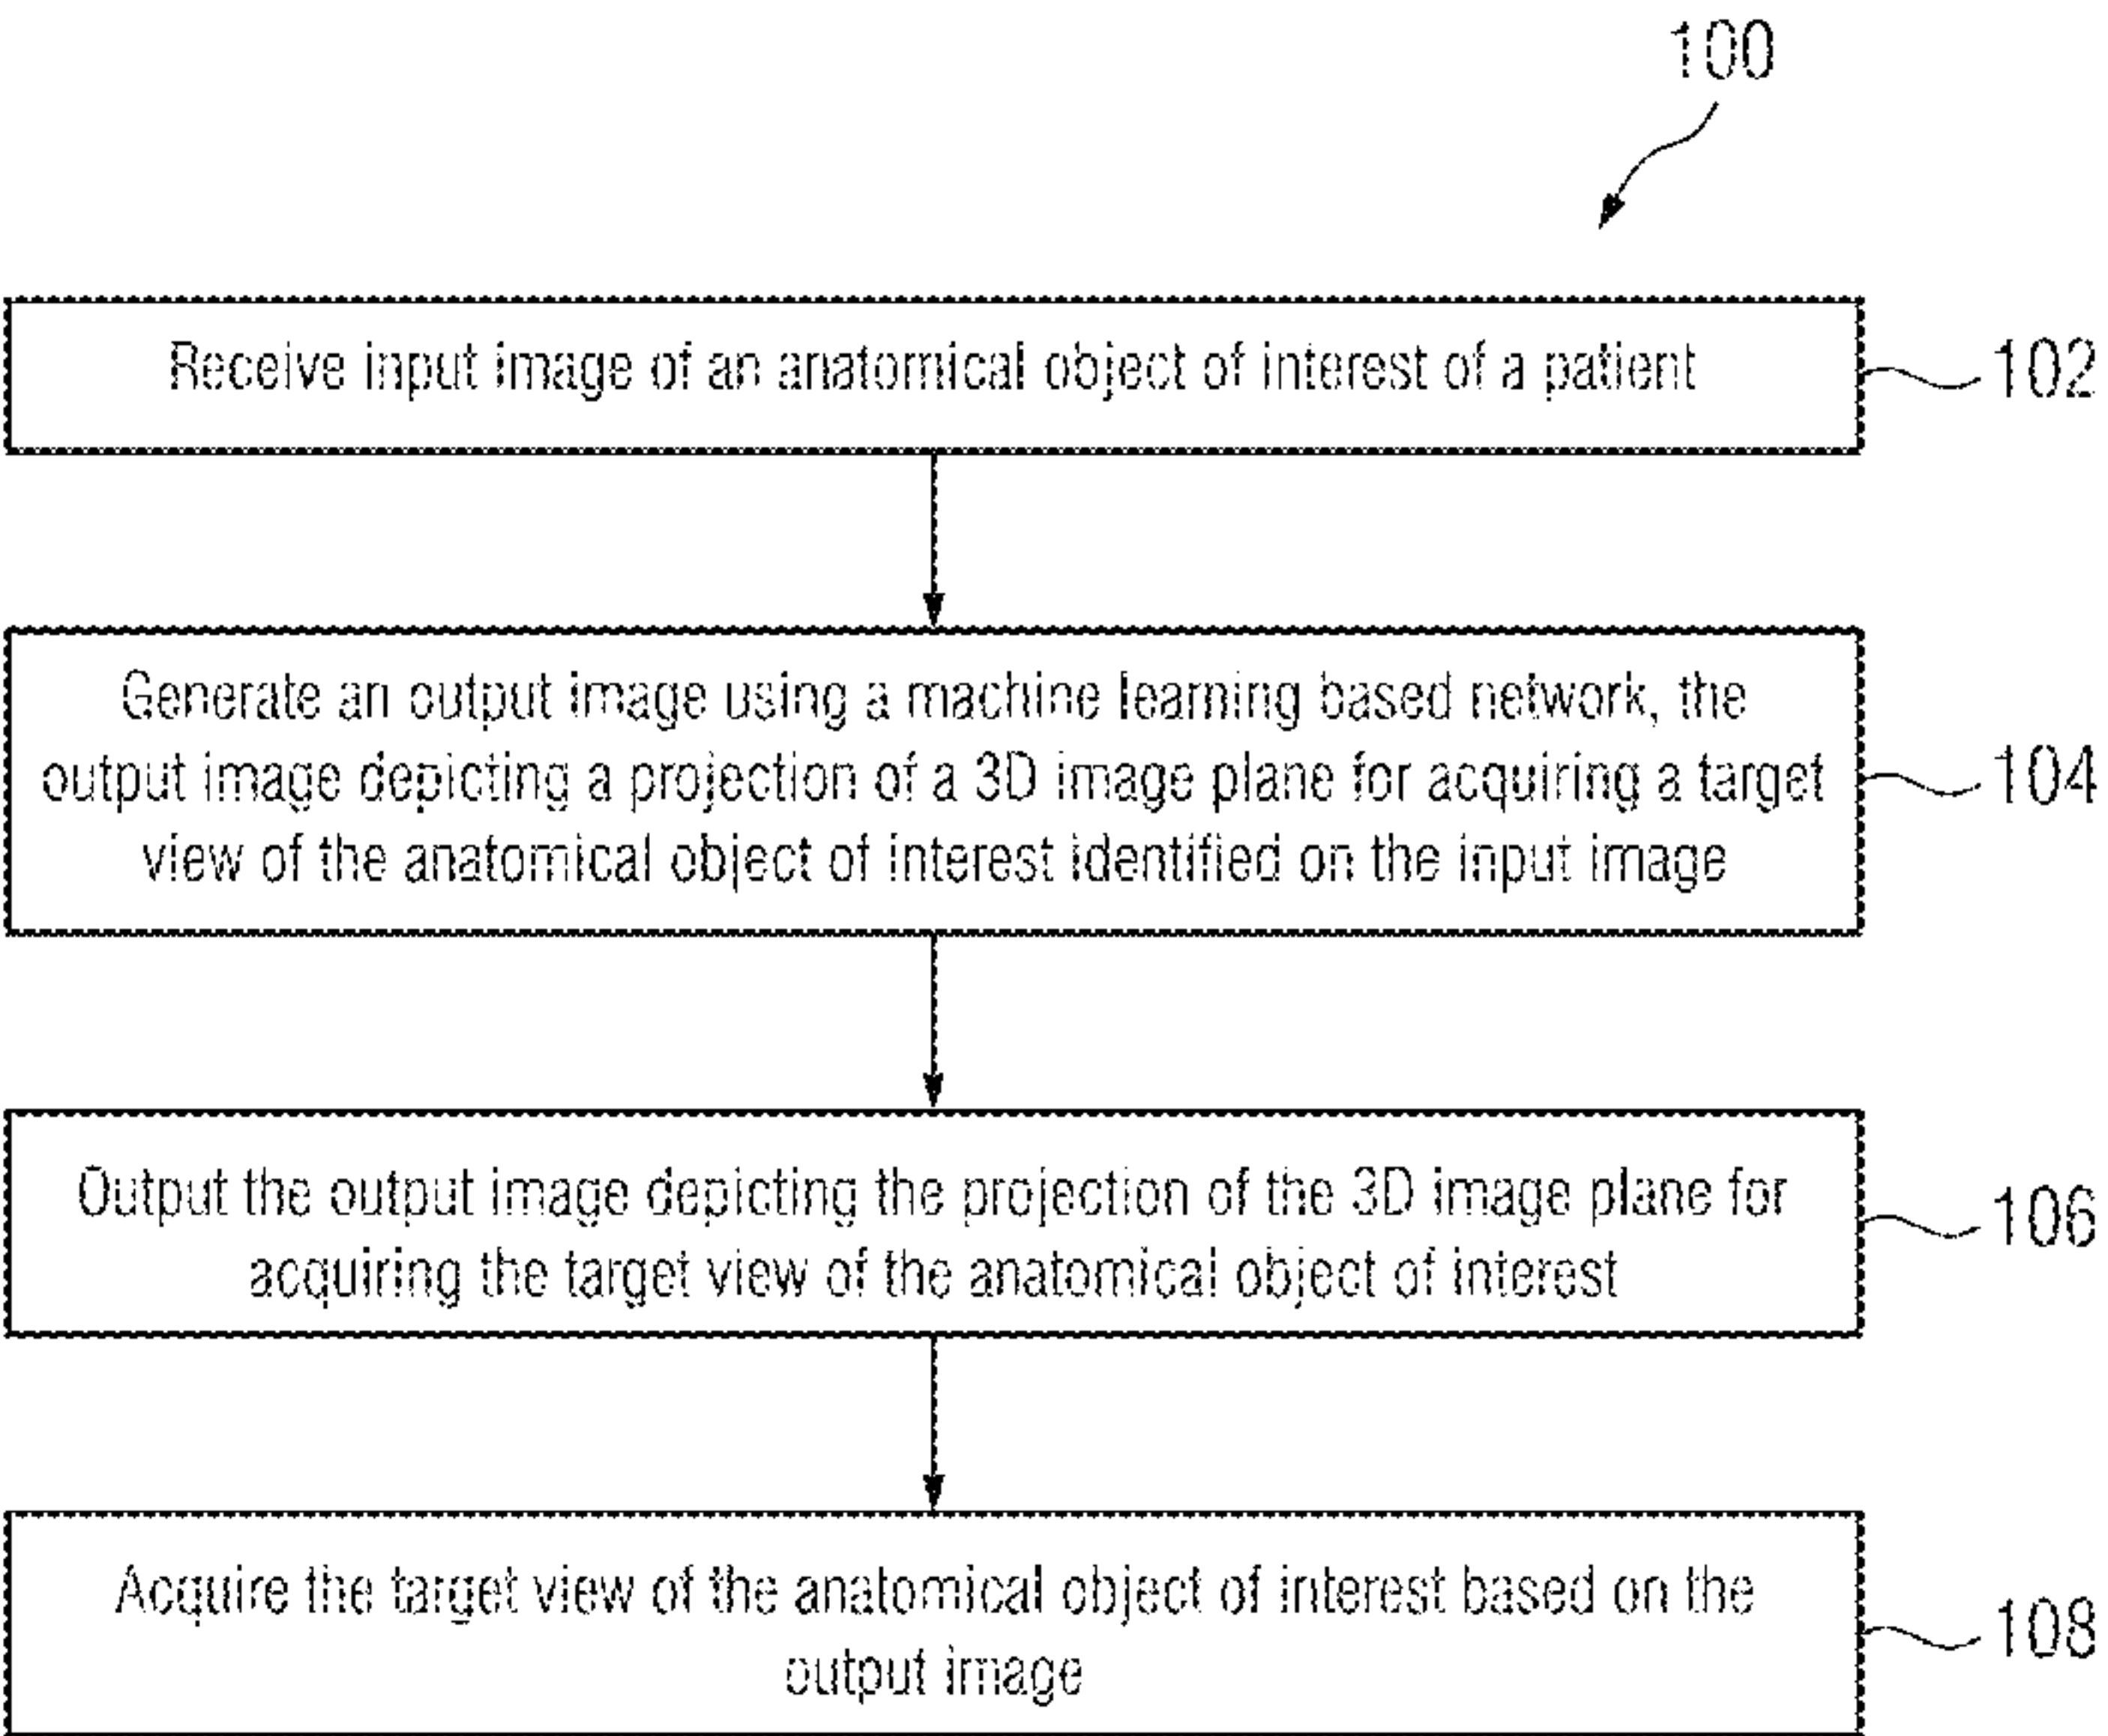 100
Receive input image of an anatomical object of interest of a patient
102
Generate an output image using a machine learning based network, the
output image depicting a projection of a 3D image plane for acquiring a target
view of the anatomical object of interest identified on the input image
104
Output the output image depicting the projection of the 3D image plane for
acquiring the target view of the anatomical object of interest
106
Acquire the target view of the anatomical object of interest based on the
output image
108